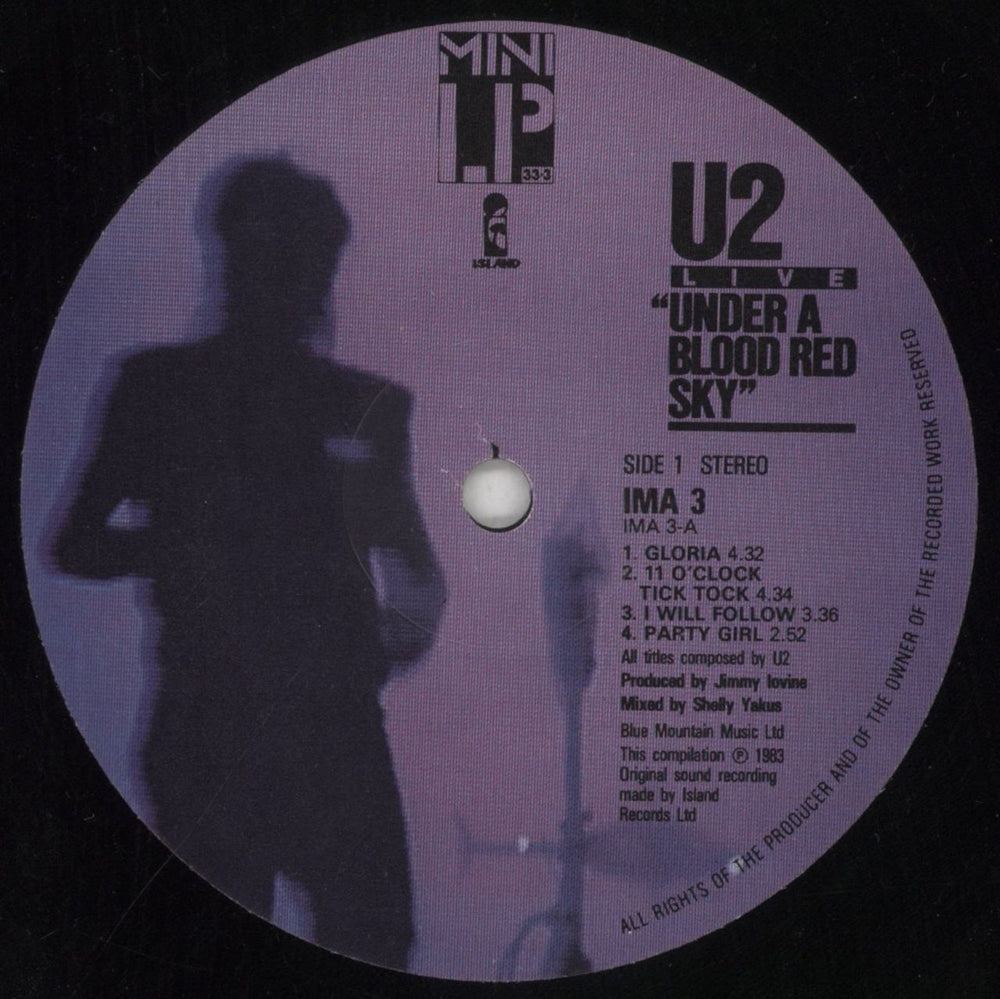 MINI
LP
33·3
ISLAND
U2
LIVE
“UNDER A
BLOOD RED
SKY”
SIDE 1 STEREO
IMA 3
IMA 3-A
1. GLORIA 4.32
2. 11 O'CLOCK
TICK TOCK 4.34
3. I WILL FOLLOW 3.36
4. PARTY GIRL 2.52
All titles composed by U2
Produced by Jimmy Iovine
Mixed by Shelly Yakus
Blue Mountain Music Ltd
This compilation ℗ 1983
Original sound recording
made by Island
Records Ltd
ALL RIGHTS OF THE PRODUCER AND OF THE OWNER OF THE RECORDED WORK RESERVED